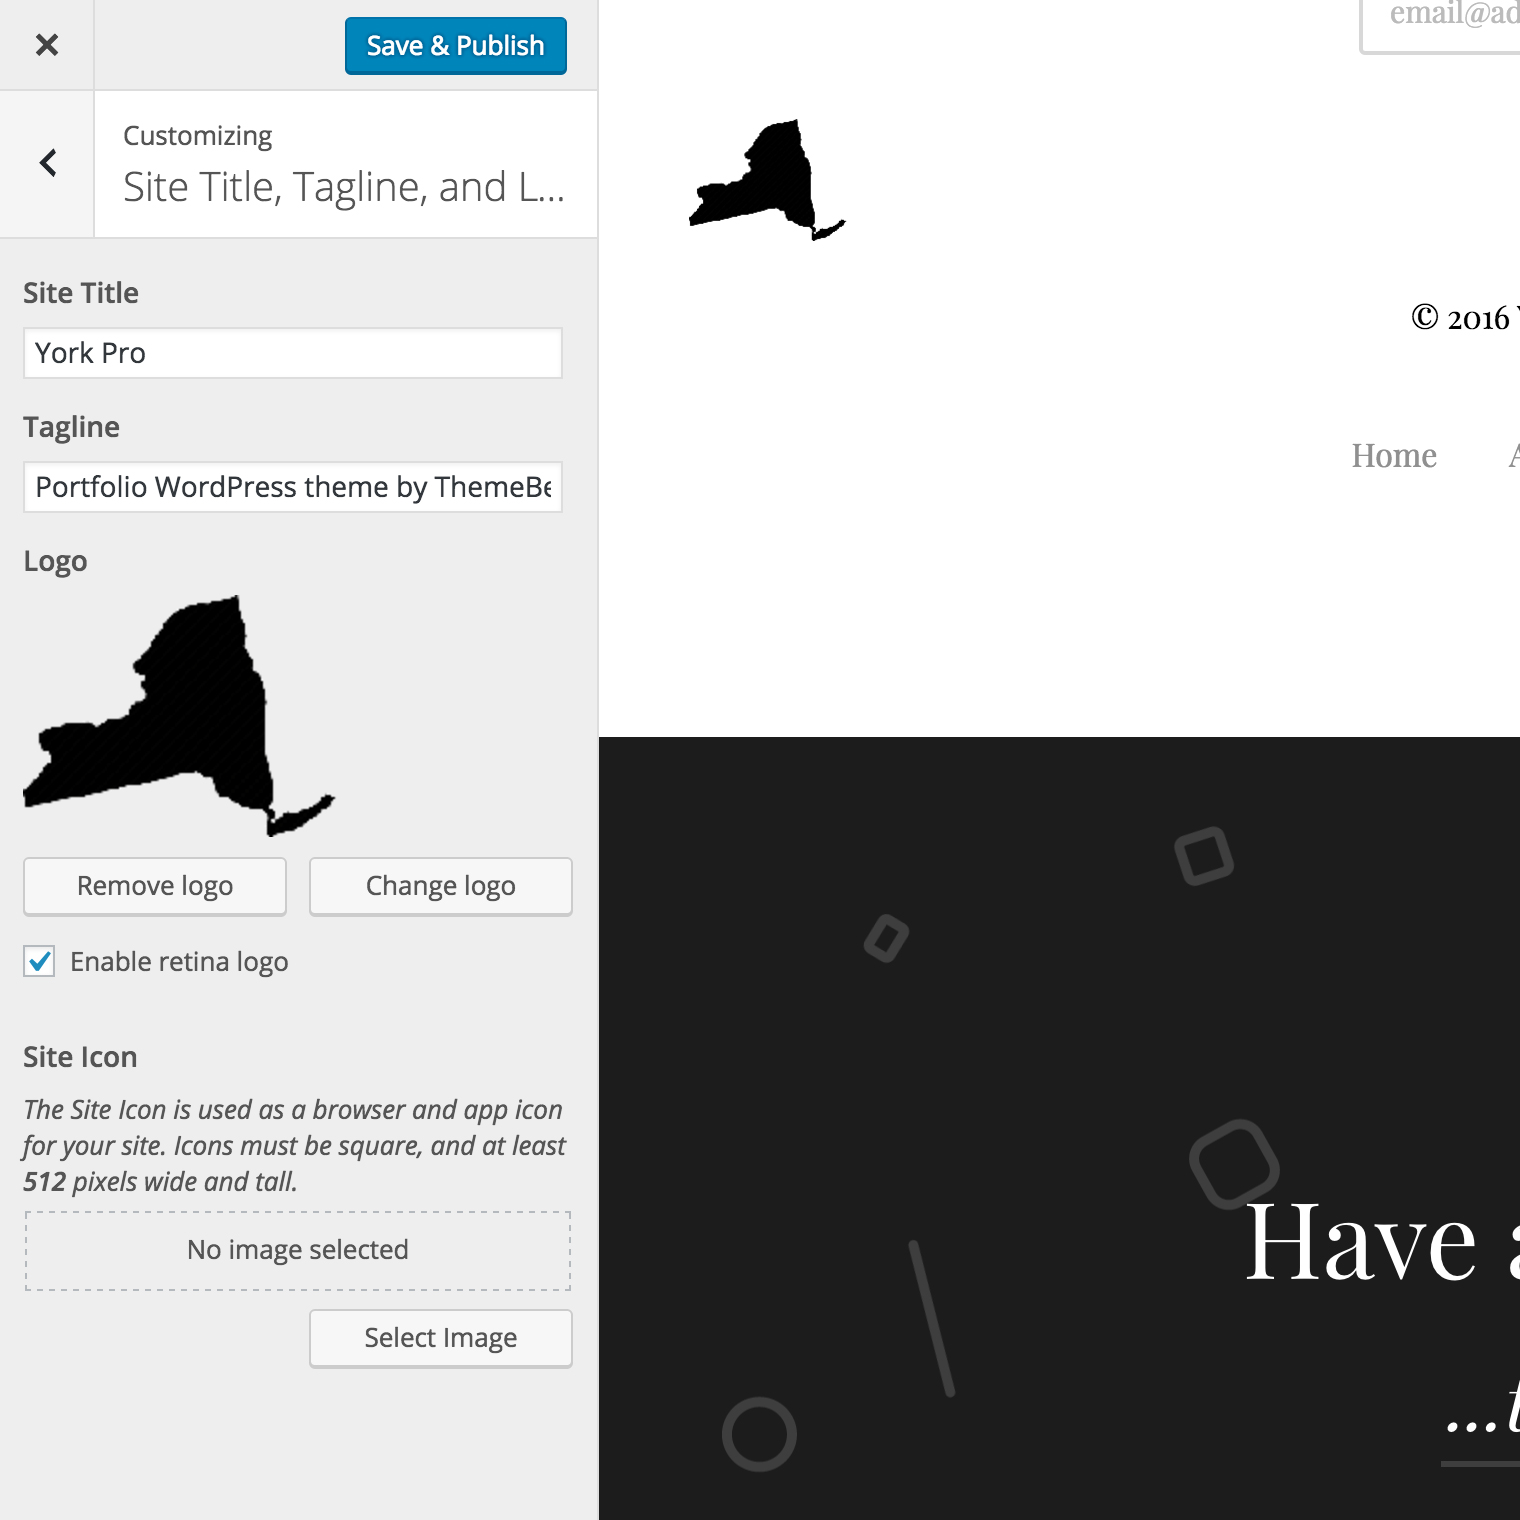 Save & Publish
Customizing
Site Title, Tagline, and L...
Site Title
York Pro
Tagline
Portfolio WordPress theme by ThemeBe
Logo
Remove logo
Change logo
Enable retina logo
Site Icon
The Site Icon is used as a browser and app icon
for your site. Icons must be square, and at least
512 pixels wide and tall.
No image selected
Select Image
email@ad
© 2016
Home
Have a
...t